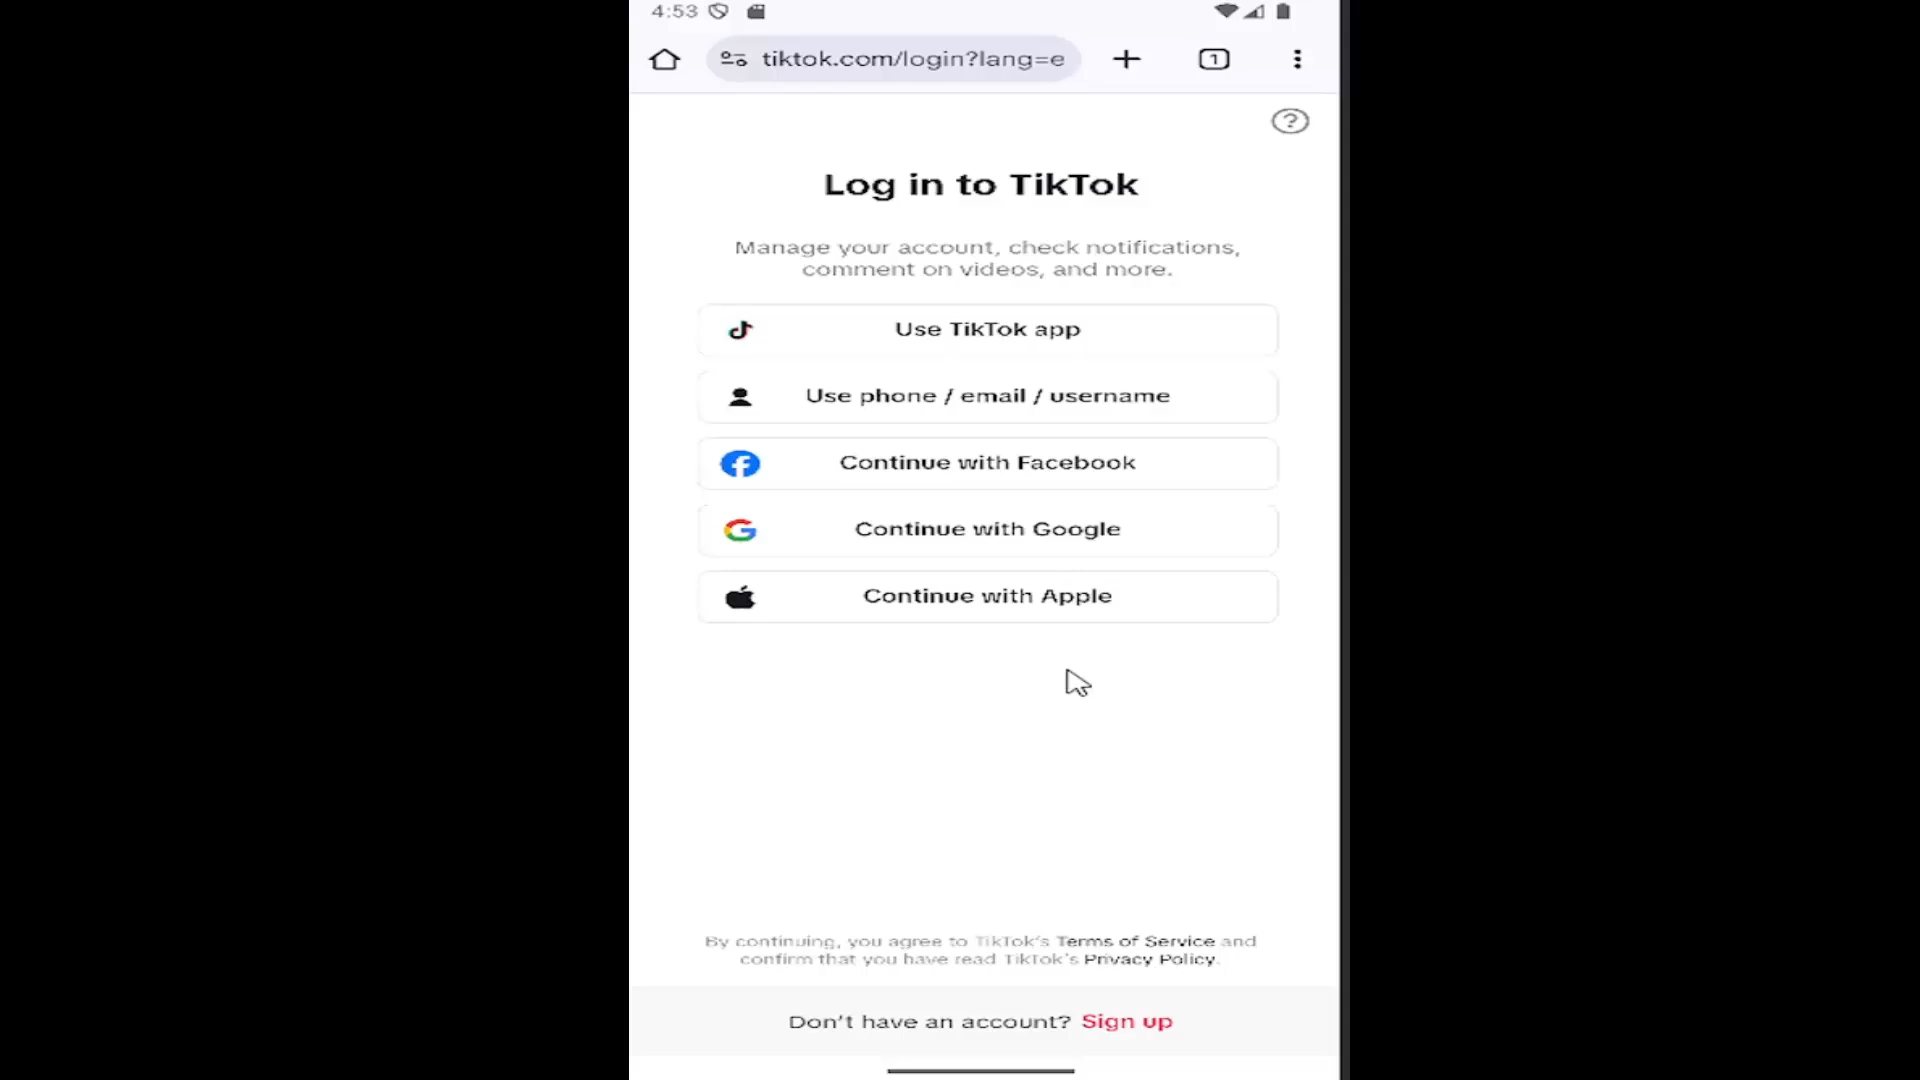 4:53
tiktok.com/login?lang=e
1
?
Log in to TikTok
Manage your account, check notifications,
comment on videos, and more.
Use TikTok app
Use phone / email / username
Continue with Facebook
Continue with Google
Continue with Apple
By continuing, you agree to TikTok's Terms of Service and
confirm that you have read TikTok's Privacy Policy.
Don't have an account? Sign up